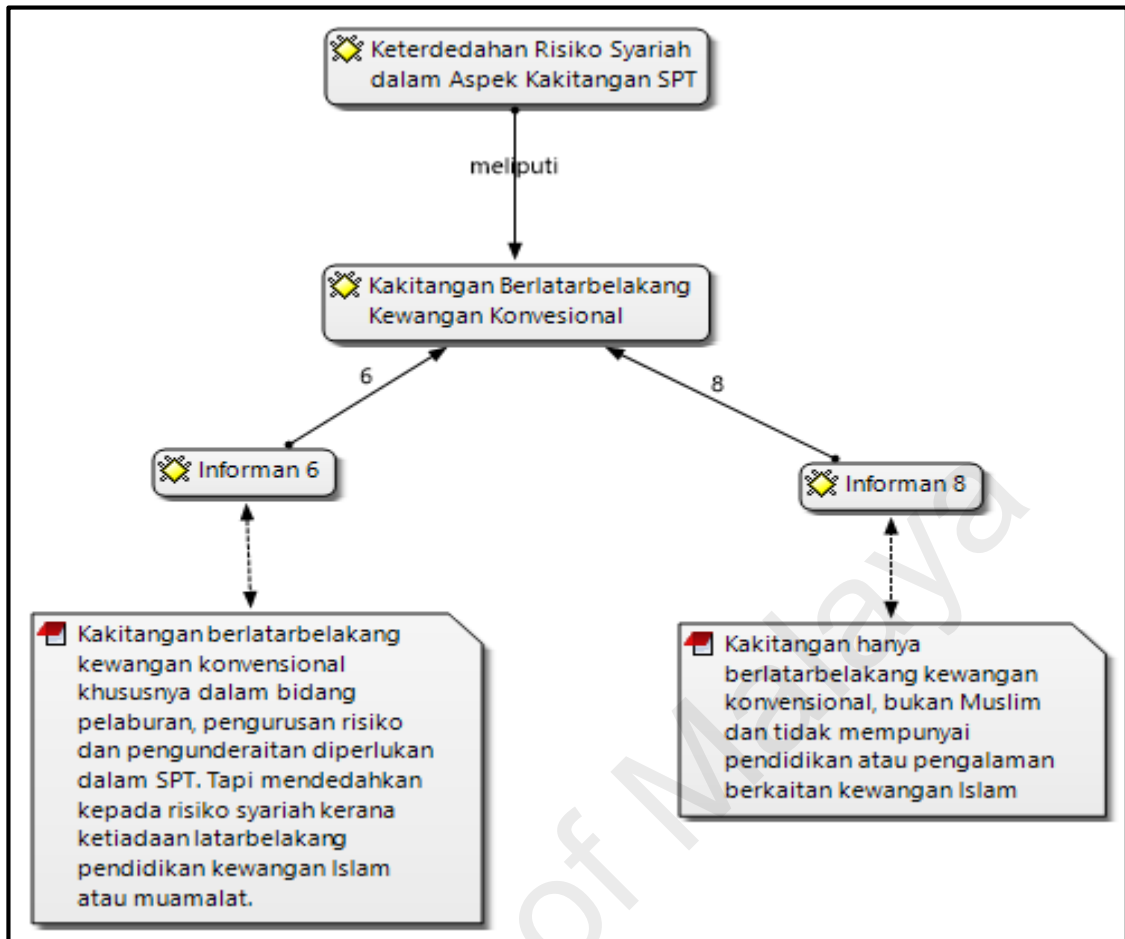 Keterdedahan Risiko Syariah
dalam Aspek Kakitangan SPT
meliputi
Kakitangan Berlatarbelakang
Kewangan Konvesional
6
8
Informan 6
Informan 8
Kakitangan berlatarbelakang
kewangan konvensional
khususnya dalam bidang
pelaburan, pengurusan risiko
dan pengunderaitan diperlukan
dalam SPT. Tapi mendedahkan
kepada risiko syariah kerana
ketiadaan latarbelakang
pendidikan kewangan Islam
atau muamalat.
Kakitangan hanya
berlatarbelakang kewangan
konvensional, bukan Muslim
dan tidak mempunyai
pendidikan atau pengalaman
berkaitan kewangan Islam
of Malaya